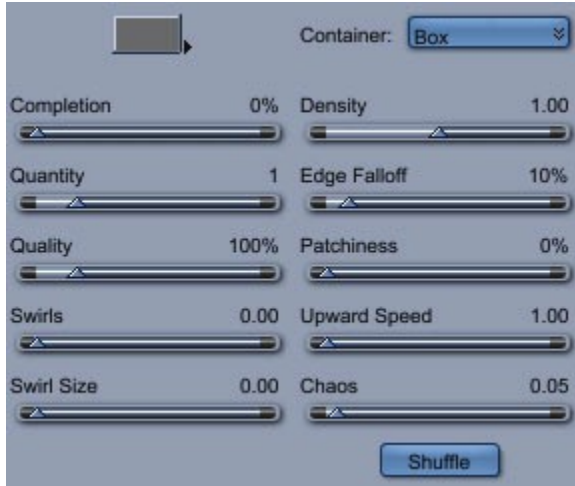 Container: Box
Completion 0% Density 1.00
Quantity 1 Edge Falloff 10%
Quality 100% Patchiness 0%
Swirls 0.00 Upward Speed 1.00
Swirl Size 0.00 Chaos 0.05
Shuffle